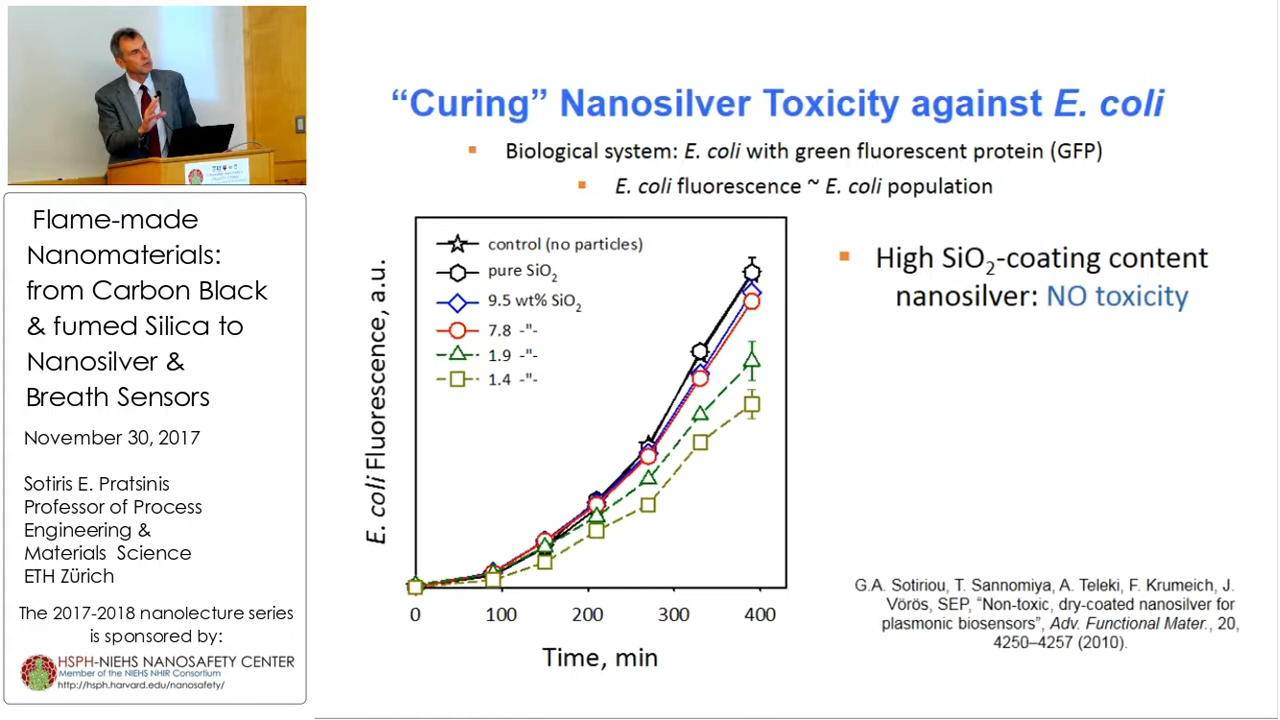 Flame-made
Nanomaterials:
from Carbon Black
& fumed Silica to
Nanosilver &
Breath Sensors
November 30, 2017
Sotiris E. Pratsinis
Professor of Process
Engineering &
Materials Science
ETH Zürich
The 2017-2018 nanolecture series
is sponsored by:
HSPH-NIEHS NANOSAFETY CENTER
Member of the NIEHS NHIR Consortium
http://hsph.harvard.edu/nanosafety/
“Curing” Nanosilver Toxicity against E. coli
▪ Biological system: E. coli with green fluorescent protein (GFP)
▪ E. coli fluorescence ~ E. coli population
E. coli Fluorescence, a.u.
control (no particles)
pure SiO₂
9.5 wt% SiO₂
7.8 -"-
1.9 -"-
1.4 -"-
0 100 200 300 400
Time, min
▪ High SiO₂-coating content
nanosilver: NO toxicity
G.A. Sotiriou, T. Sannomiya, A. Teleki, F. Krumeich, J.
Vörös, SEP, “Non-toxic, dry-coated nanosilver for
plasmonic biosensors”, Adv. Functional Mater., 20,
4250–4257 (2010).